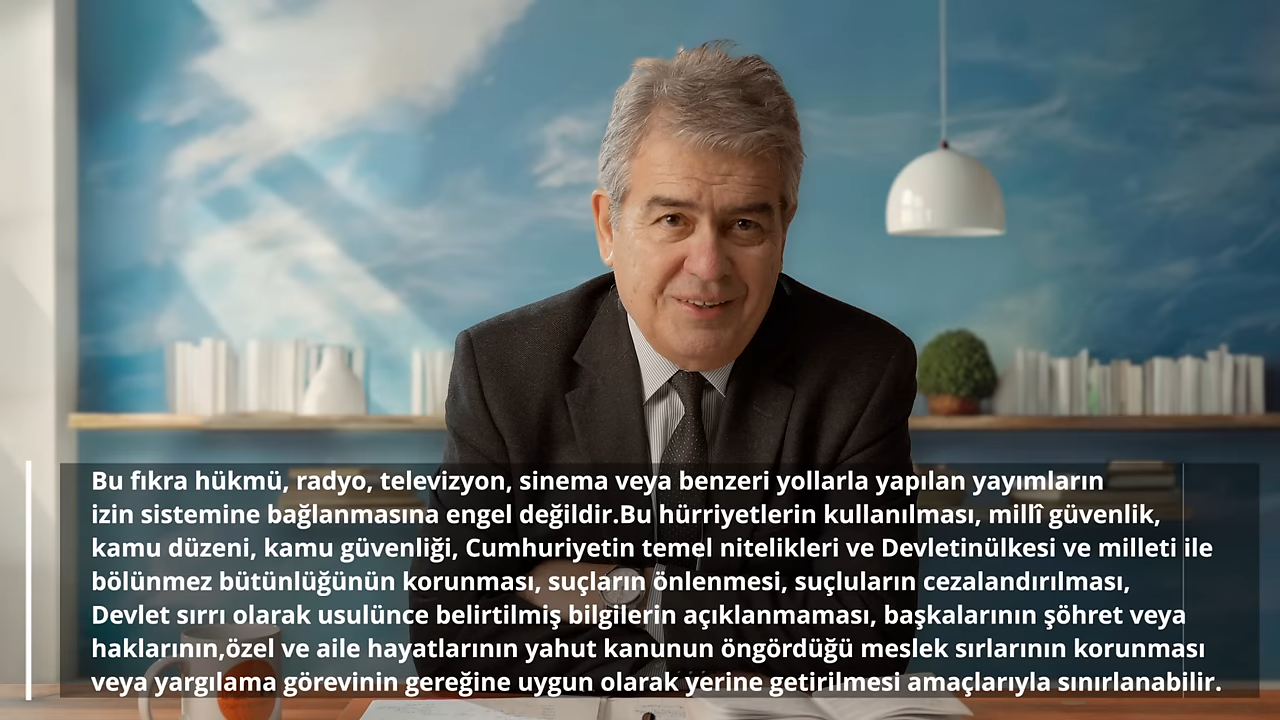 Bu fıkra hükmü, radyo, televizyon, sinema veya benzeri yollarla yapılan yayımların
izin sistemine bağlanmasına engel değildir.Bu hürriyetlerin kullanılması, millî güvenlik,
kamu düzeni, kamu güvenliği, Cumhuriyetin temel nitelikleri ve Devletinülkesi ve milleti ile
bölünmez bütünlüğünün korunması, suçların önlenmesi, suçluların cezalandırılması,
Devlet sırrı olarak usulünce belirtilmiş bilgilerin açıklanmaması, başkalarının şöhret veya
haklarının,özel ve aile hayatlarının yahut kanunun öngördüğü meslek sırlarının korunması
veya yargılama görevinin gereğine uygun olarak yerine getirilmesi amaçlarıyla sınırlanabilir.